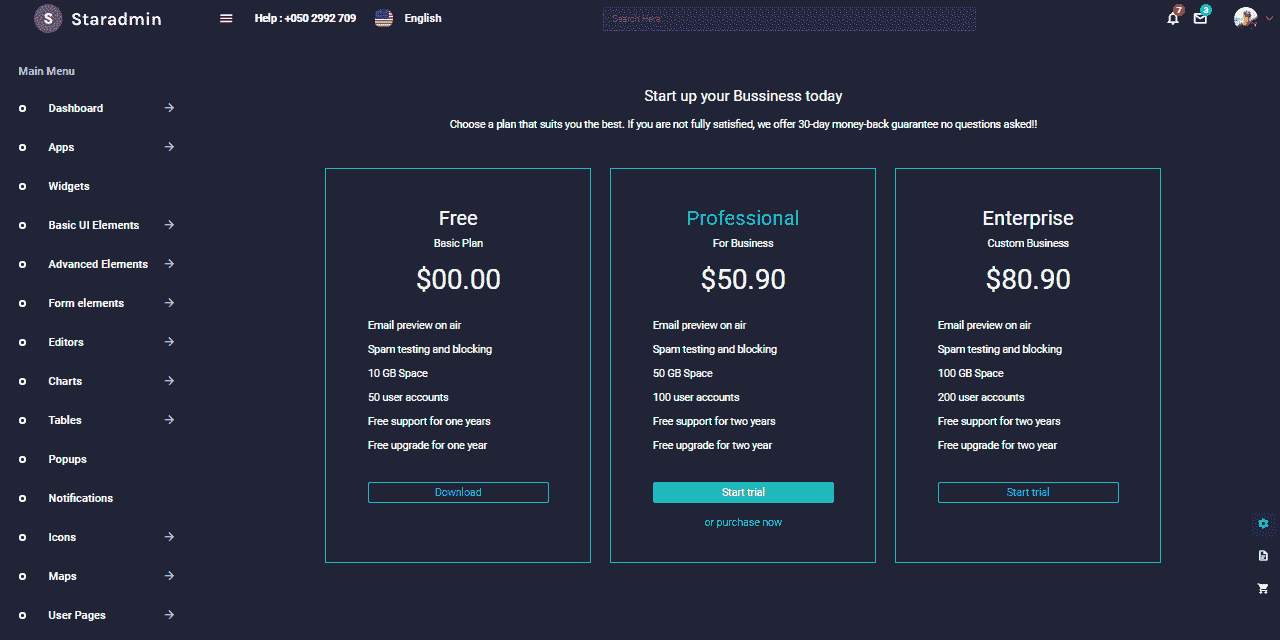 S Staradmin
Help : +050 2992 709
English
Search Here
7
3
Main Menu
Dashboard
Apps
Widgets
Basic UI Elements
Advanced Elements
Form elements
Editors
Charts
Tables
Popups
Notifications
Icons
Maps
User Pages
Start up your Bussiness today
Choose a plan that suits you the best. If you are not fully satisfied, we offer 30-day money-back guarantee no questions asked!!
Free
Basic Plan
$00.00
Email preview on air
Spam testing and blocking
10 GB Space
50 user accounts
Free support for one years
Free upgrade for one year
Download
Professional
For Business
$50.90
Email preview on air
Spam testing and blocking
50 GB Space
100 user accounts
Free support for two years
Free upgrade for two year
Start trial
or purchase now
Enterprise
Custom Business
$80.90
Email preview on air
Spam testing and blocking
100 GB Space
200 user accounts
Free support for two years
Free upgrade for two year
Start trial